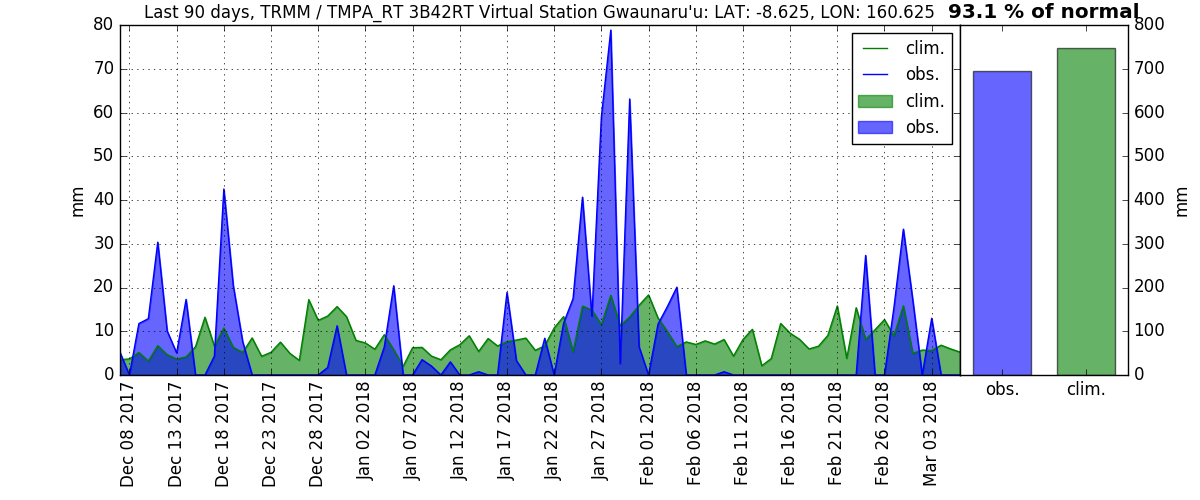 Last 90 days, TRMM / TMPA_RT 3B42RT Virtual Station Gwaunaru'u: LAT: -8.625, LON: 160.625 93.1 % of normal
80
70
60
50
40
30
20
10
0
mm
clim.
obs.
clim.
obs.
800
700
600
500
400
300
200
100
0
mm
Dec 08 2017
Dec 13 2017
Dec 18 2017
Dec 23 2017
Dec 28 2017
Jan 02 2018
Jan 07 2018
Jan 12 2018
Jan 17 2018
Jan 22 2018
Jan 27 2018
Feb 01 2018
Feb 06 2018
Feb 11 2018
Feb 16 2018
Feb 21 2018
Feb 26 2018
Mar 03 2018
obs.
clim.